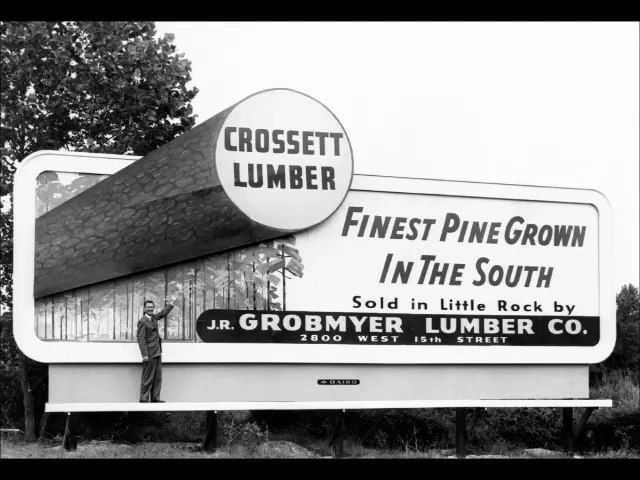 CROSSETT
LUMBER
FINEST PINE GROWN
IN THE SOUTH
Sold in Little Rock by
J.R. GROBMYER LUMBER CO.
2800 WEST 15th STREET
BAIRD